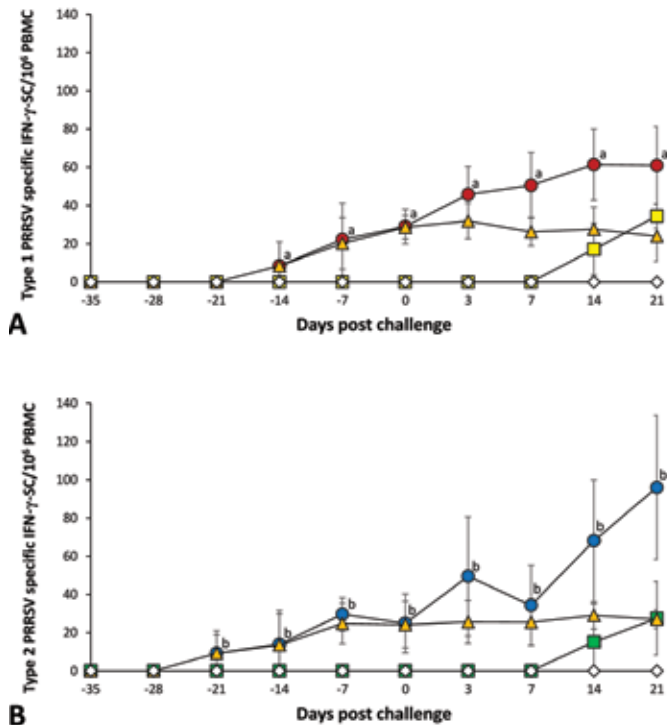 140
120
100
80
60
40
20
0
Type 1 PRRSV specific IFN-γ-SC/10⁶ PBMC
a a a a a a a
-35 -28 -21 -14 -7 0 3 7 14 21
Days post challenge
A
140
120
100
80
60
40
20
0
Type 2 PRRSV specific IFN-γ-SC/10⁶ PBMC
b b b b b b b b
-35 -28 -21 -14 -7 0 3 7 14 21
Days post challenge
B